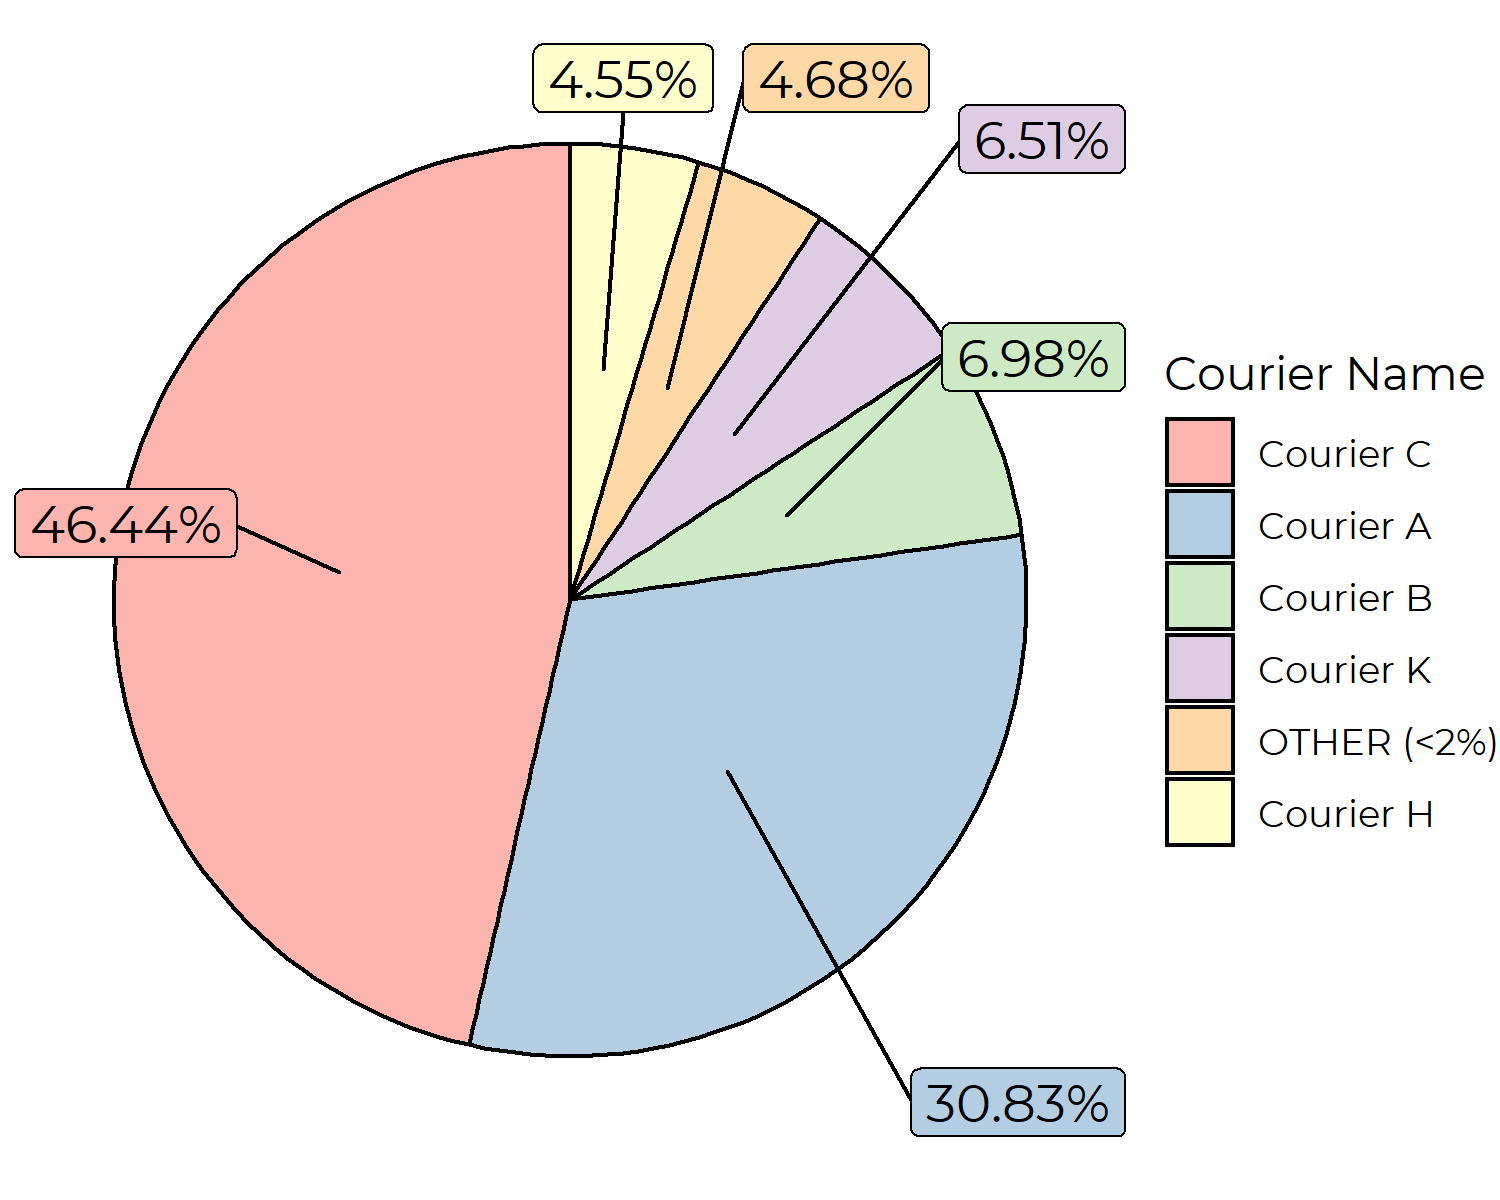 4.55%
4.68%
6.51%
6.98%
46.44%
30.83%
Courier Name
Courier C
Courier A
Courier B
Courier K
OTHER (<2%)
Courier H